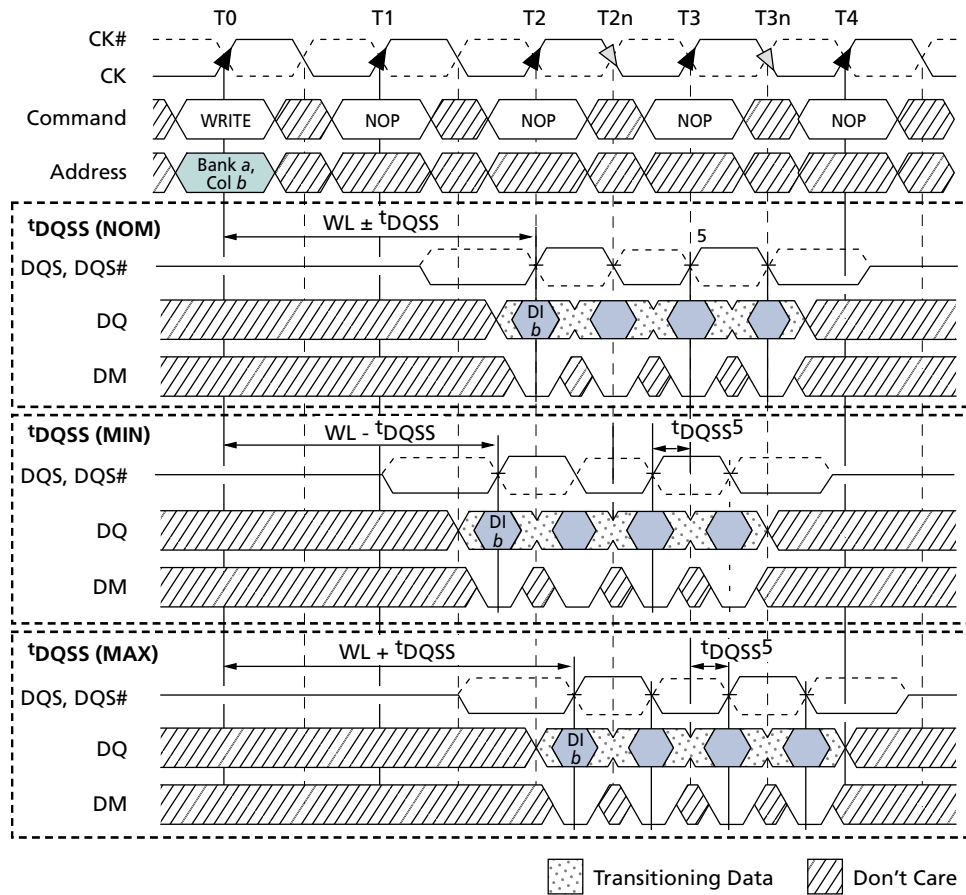 T0 T1 T2 T2n T3 T3n T4
CK#
CK
Command WRITE NOP NOP NOP NOP
Address Bank a,
Col b
tDQSS (NOM) WL ± tDQSS
5
DQS, DQS#
DQ DI
b
DM
tDQSS (MIN) WL - tDQSS tDQSS5
DQS, DQS#
DQ DI
b
DM
tDQSS (MAX) WL + tDQSS tDQSS5
DQS, DQS#
DQ DI
b
DM
Transitioning Data Don't Care